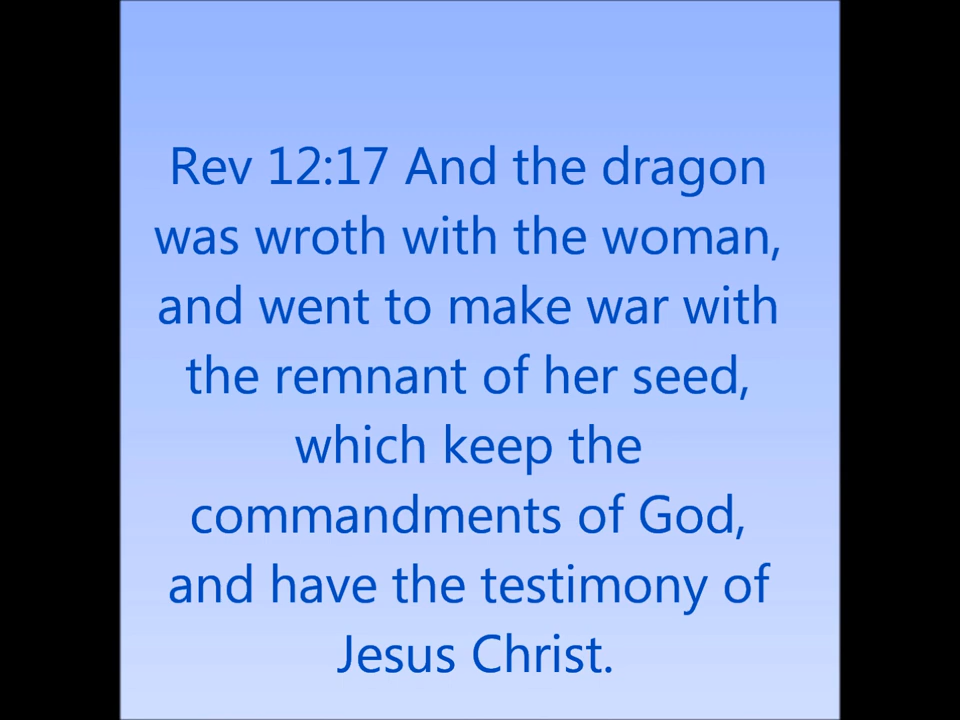 Rev 12:17 And the dragon
was wroth with the woman,
and went to make war with
the remnant of her seed,
which keep the
commandments of God,
and have the testimony of
Jesus Christ.